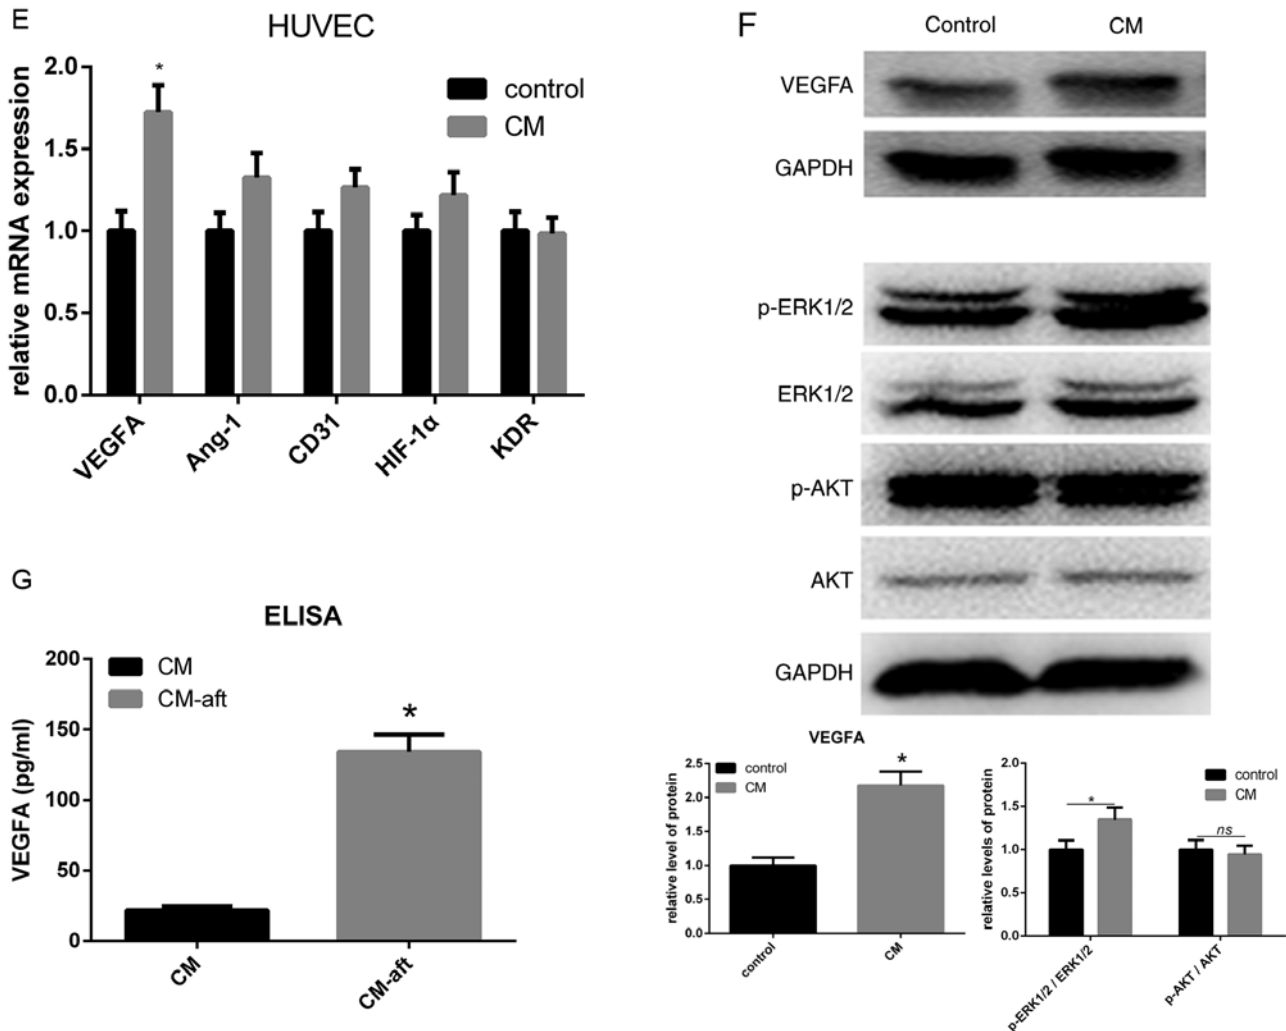 E
HUVEC
relative mRNA expression
2.0
1.5
1.0
0.5
0.0
*
control
CM
VEGFA
Ang-1
CD31
HIF-1α
KDR
F
Control
CM
VEGFA
GAPDH
p-ERK1/2
ERK1/2
p-AKT
AKT
GAPDH
G
ELISA
VEGFA (pg/ml)
200
150
100
50
0
CM
CM-aft
*
CM
CM-aft
VEGFA
relative level of protein
2.5
2.0
1.5
1.0
0.5
0.0
control
CM
*
control
CM
relative levels of protein
2.0
1.5
1.0
0.5
0.0
control
CM
*
ns
p-ERK1/2 / ERK1/2
p-AKT / AKT